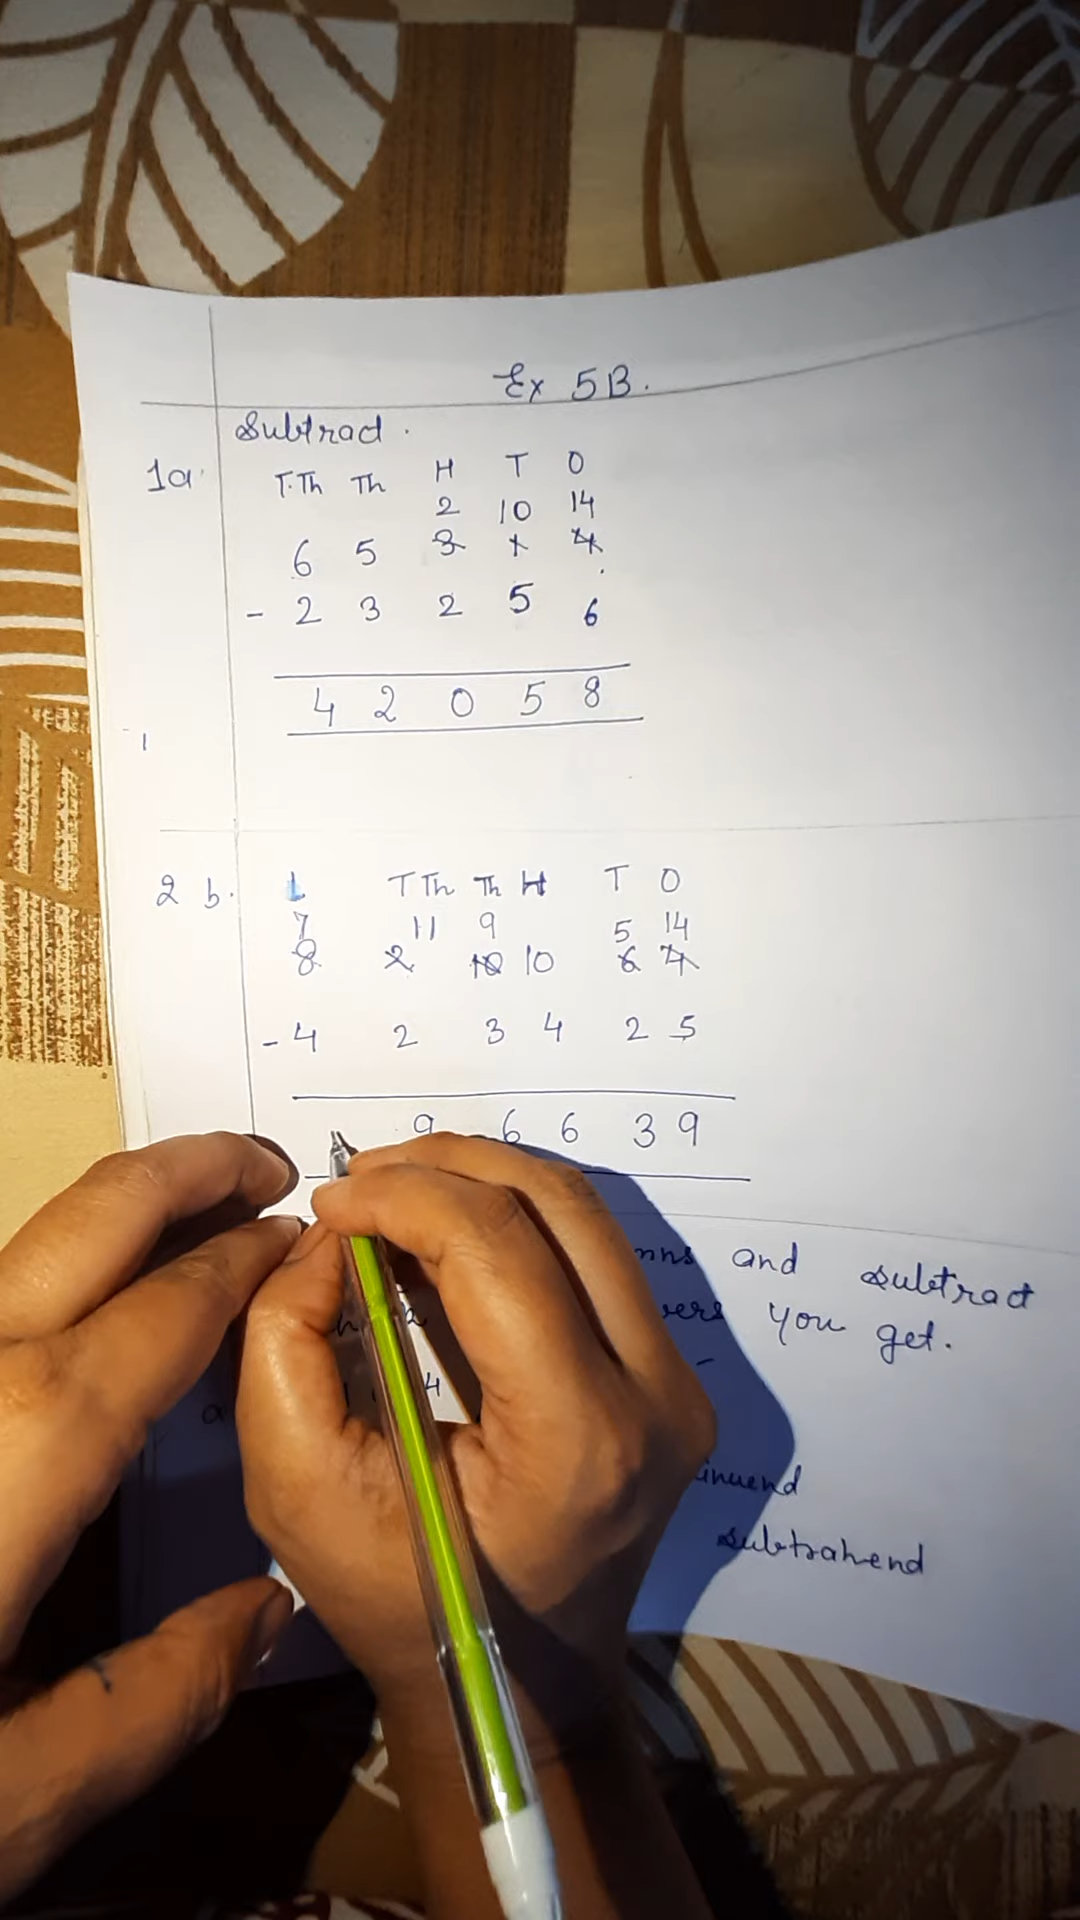 Ex 5B.
Subtract.
1a. T.Th Th H T O
2 10 14
6 5 3 1 4
- 2 3 2 5 6
4 2 0 5 8
2 b. L T Th Th H T O
7 11 9 5 14
8 2 10 10 6 4
- 4 2 3 4 2 5
9 6 6 3 9
and subtract
you get.
subtrahend